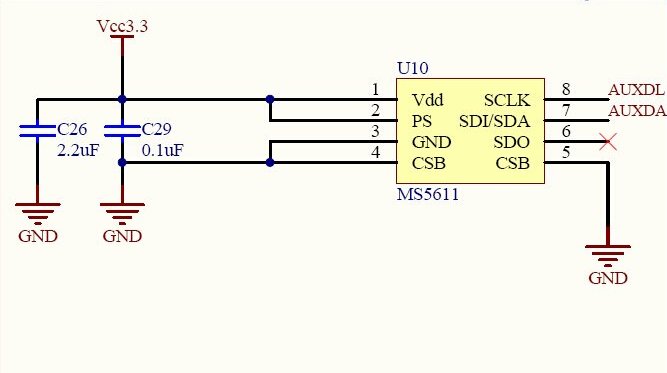 Vcc3.3
U10
1 Vdd SCLK 8 AUXDL
2 PS SDI/SDA 7 AUXDA
3 GND SDO 6
4 CSB CSB 5
C26 C29
2.2uF 0.1uF
MS5611
GND GND
GND